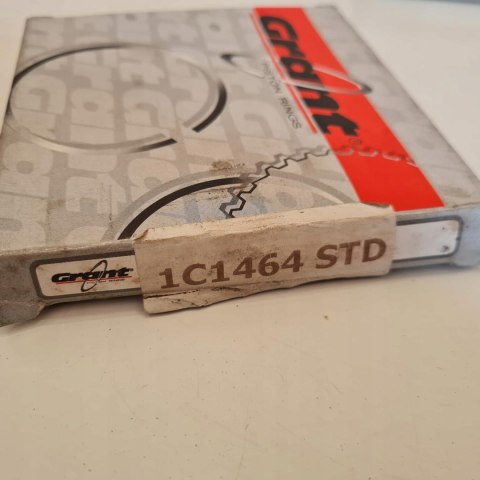 Grant®
PISTON RINGS
Grant
1C1464 STD